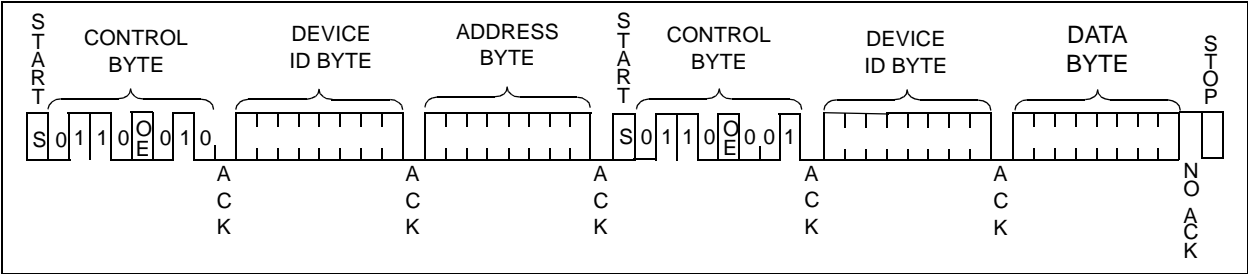 START
CONTROL
BYTE
DEVICE
ID BYTE
ADDRESS
BYTE
START
CONTROL
BYTE
DEVICE
ID BYTE
DATA
BYTE
STOP
S 0 1 1 0 OE 0 1 0
S 0 1 1 0 OE 0 0 1
ACK
ACK
ACK
ACK
ACK
NO ACK